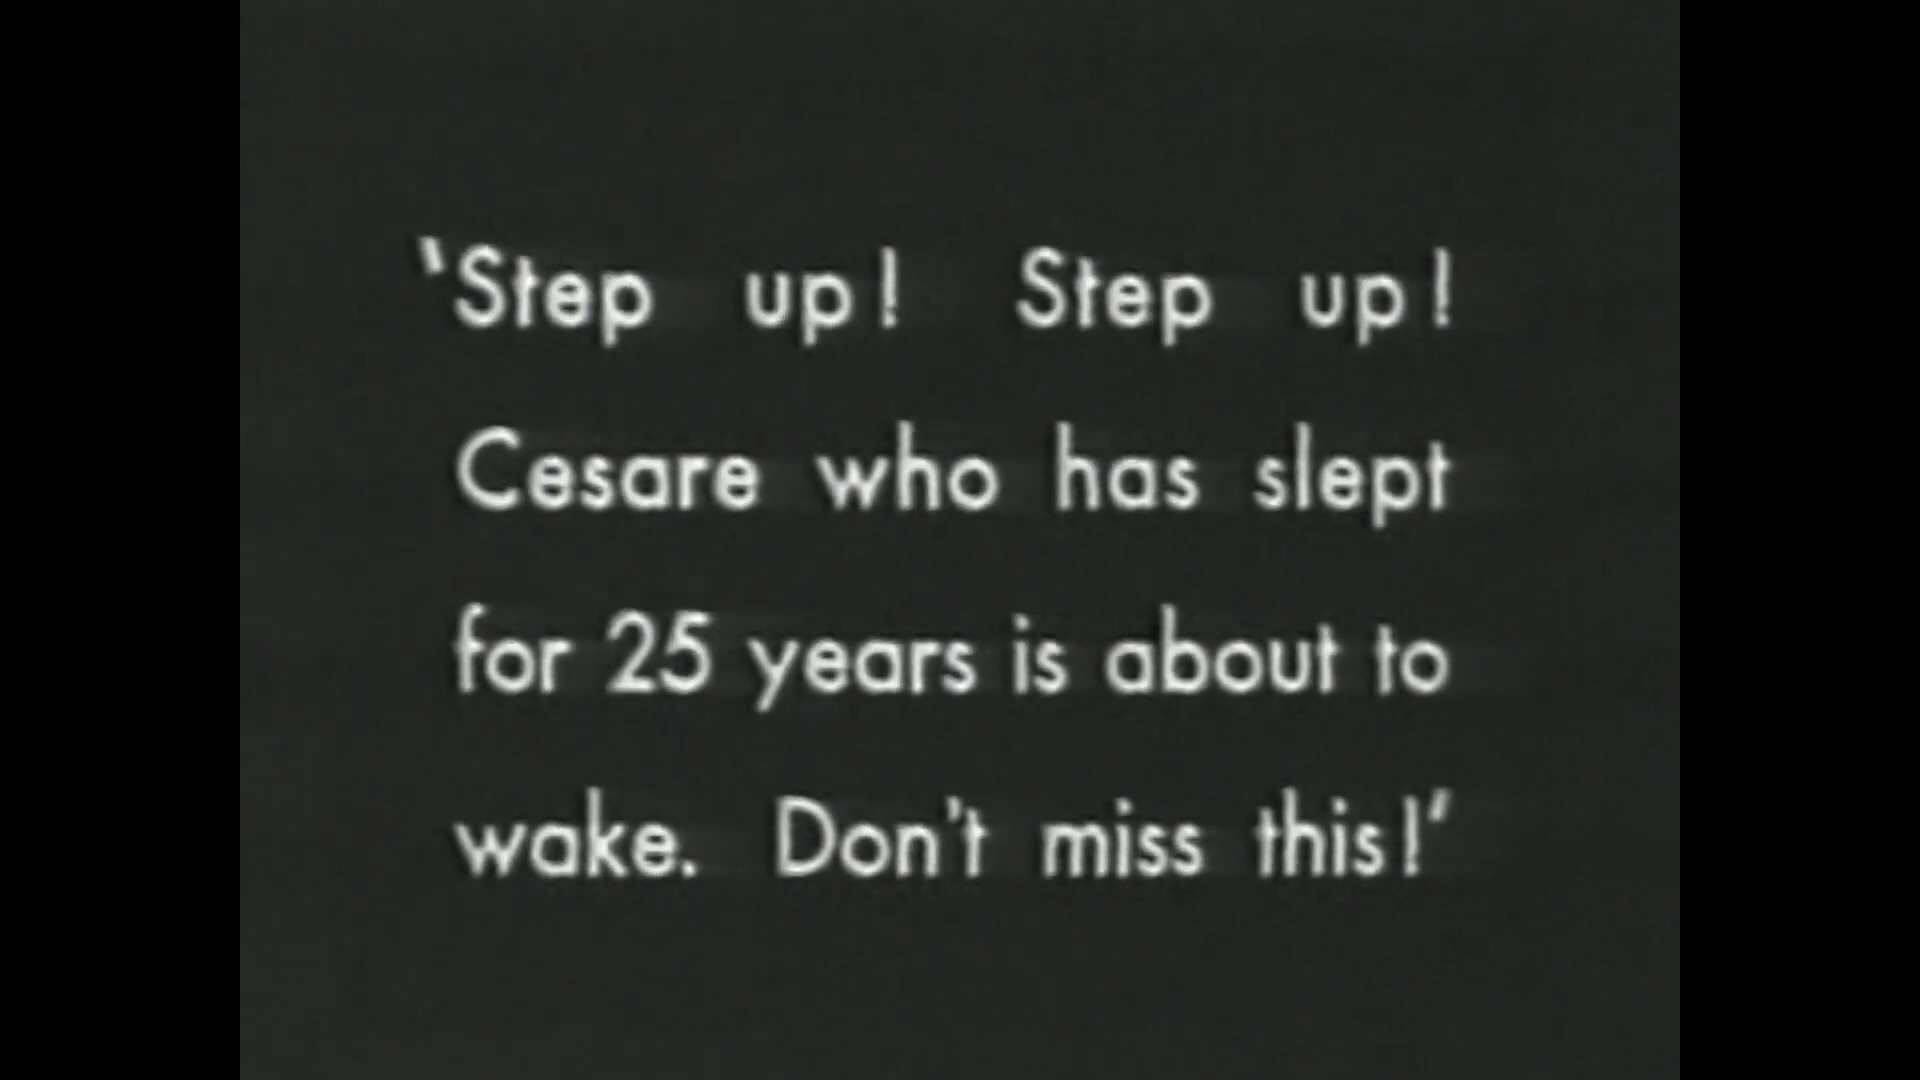 ‛Step up! Step up!
Cesare who has slept
for 25 years is about to
wake. Don't miss this!’